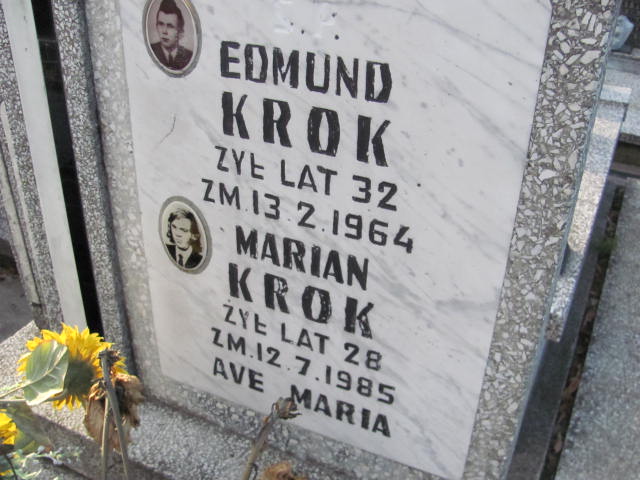 EDMUND
KROK
ŻYŁ LAT 32
ZM. 13.2.1964
MARIAN
KROK
ŻYŁ LAT 28
ZM. 12.7.1985
AVE MARIA